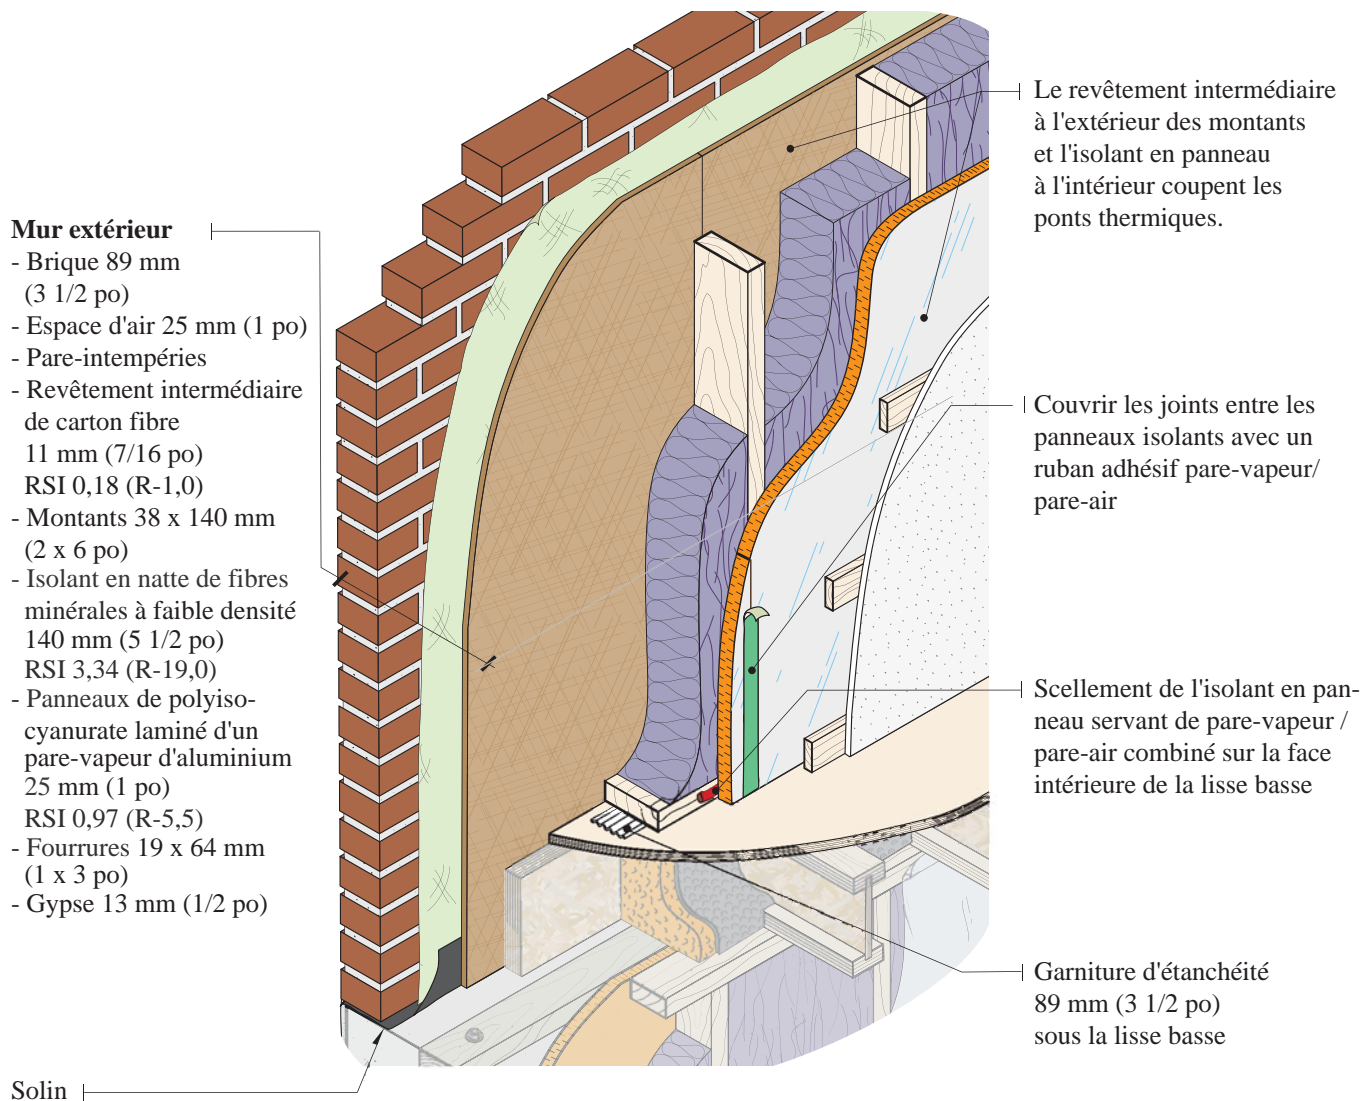 Mur extérieur
- Brique 89 mm
(3 1/2 po)
- Espace d'air 25 mm (1 po)
- Pare-intempéries
- Revêtement intermédiaire
de carton fibre
11 mm (7/16 po)
RSI 0,18 (R-1,0)
- Montants 38 x 140 mm
(2 x 6 po)
- Isolant en natte de fibres
minérales à faible densité
140 mm (5 1/2 po)
RSI 3,34 (R-19,0)
- Panneaux de polyiso-
cyanurate laminé d'un
pare-vapeur d'aluminium
25 mm (1 po)
RSI 0,97 (R-5,5)
- Fourrures 19 x 64 mm
(1 x 3 po)
- Gypse 13 mm (1/2 po)
Solin
Le revêtement intermédiaire
à l'extérieur des montants
et l'isolant en panneau
à l'intérieur coupent les
ponts thermiques.
Couvrir les joints entre les
panneaux isolants avec un
ruban adhésif pare-vapeur/
pare-air
Scellement de l'isolant en pan-
neau servant de pare-vapeur /
pare-air combiné sur la face
intérieure de la lisse basse
Garniture d'étanchéité
89 mm (3 1/2 po)
sous la lisse basse